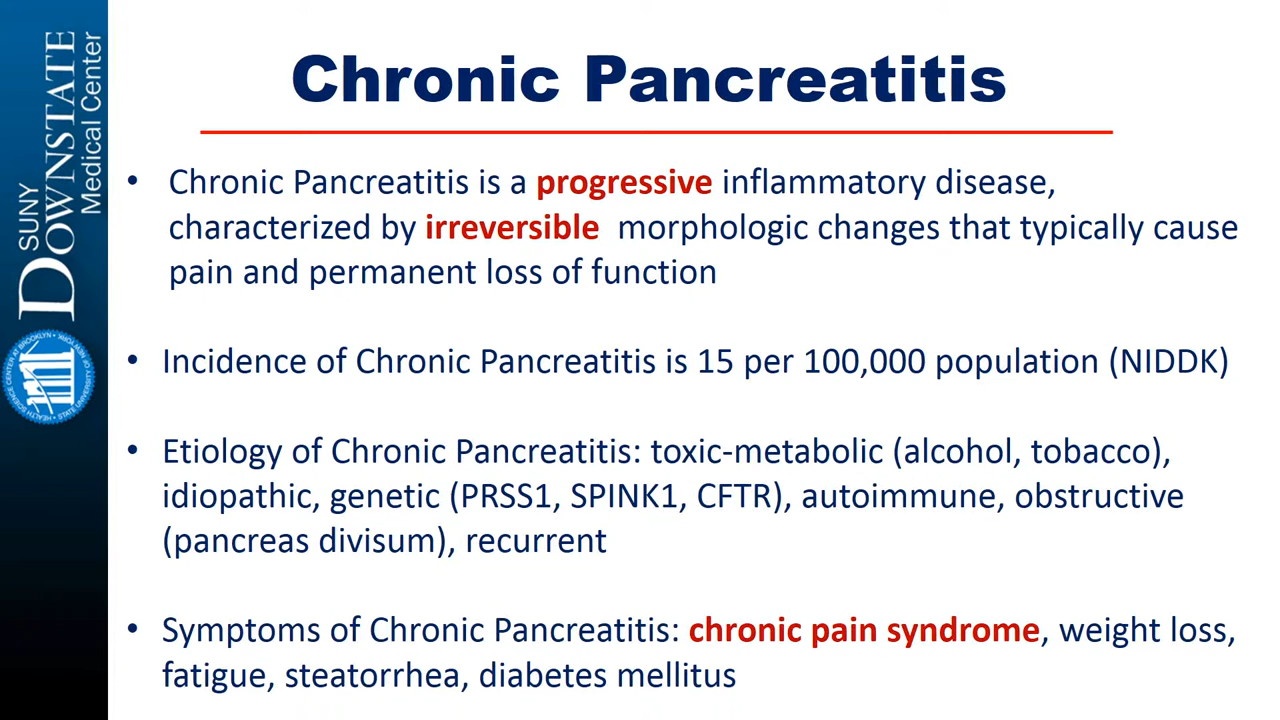 SUNY
DOWNSTATE
Medical Center
Chronic Pancreatitis
• Chronic Pancreatitis is a progressive inflammatory disease,
characterized by irreversible morphologic changes that typically cause
pain and permanent loss of function
• Incidence of Chronic Pancreatitis is 15 per 100,000 population (NIDDK)
• Etiology of Chronic Pancreatitis: toxic-metabolic (alcohol, tobacco),
idiopathic, genetic (PRSS1, SPINK1, CFTR), autoimmune, obstructive
(pancreas divisum), recurrent
• Symptoms of Chronic Pancreatitis: chronic pain syndrome, weight loss,
fatigue, steatorrhea, diabetes mellitus